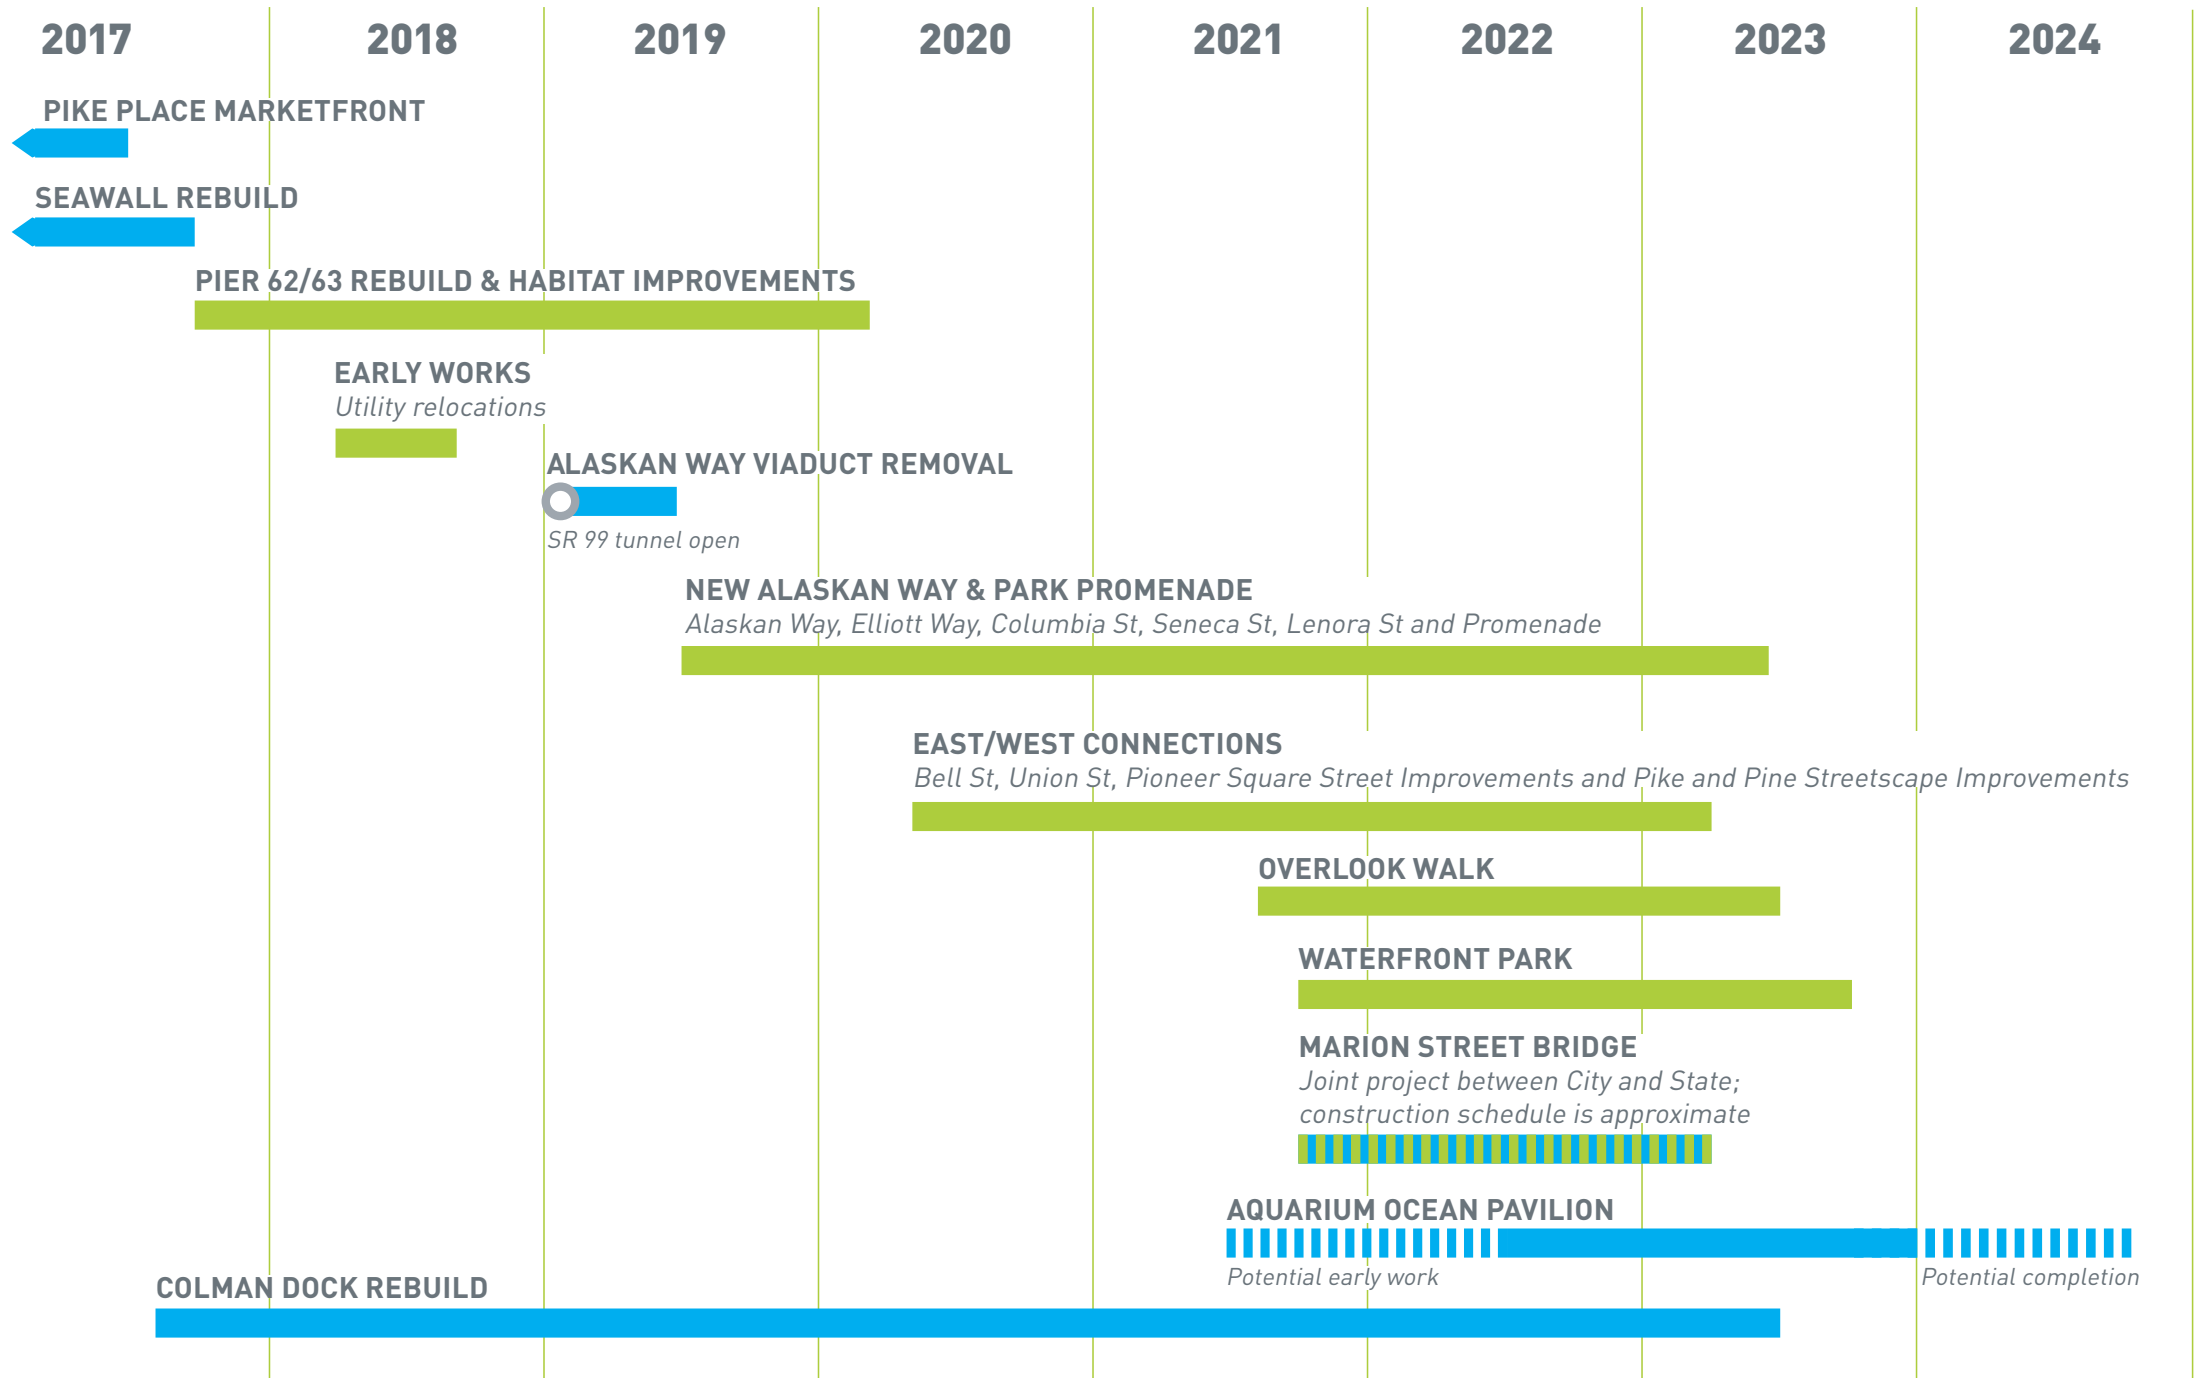 2017 2018 2019 2020 2021 2022 2023 2024
PIKE PLACE MARKETFRONT
SEAWALL REBUILD
PIER 62/63 REBUILD & HABITAT IMPROVEMENTS
EARLY WORKS
Utility relocations
ALASKAN WAY VIADUCT REMOVAL
SR 99 tunnel open
NEW ALASKAN WAY & PARK PROMENADE
Alaskan Way, Elliott Way, Columbia St, Seneca St, Lenora St and Promenade
EAST/WEST CONNECTIONS
Bell St, Union St, Pioneer Square Street Improvements and Pike and Pine Streetscape Improvements
OVERLOOK WALK
WATERFRONT PARK
MARION STREET BRIDGE
Joint project between City and State;
construction schedule is approximate
AQUARIUM OCEAN PAVILION
Potential early work
Potential completion
COLMAN DOCK REBUILD